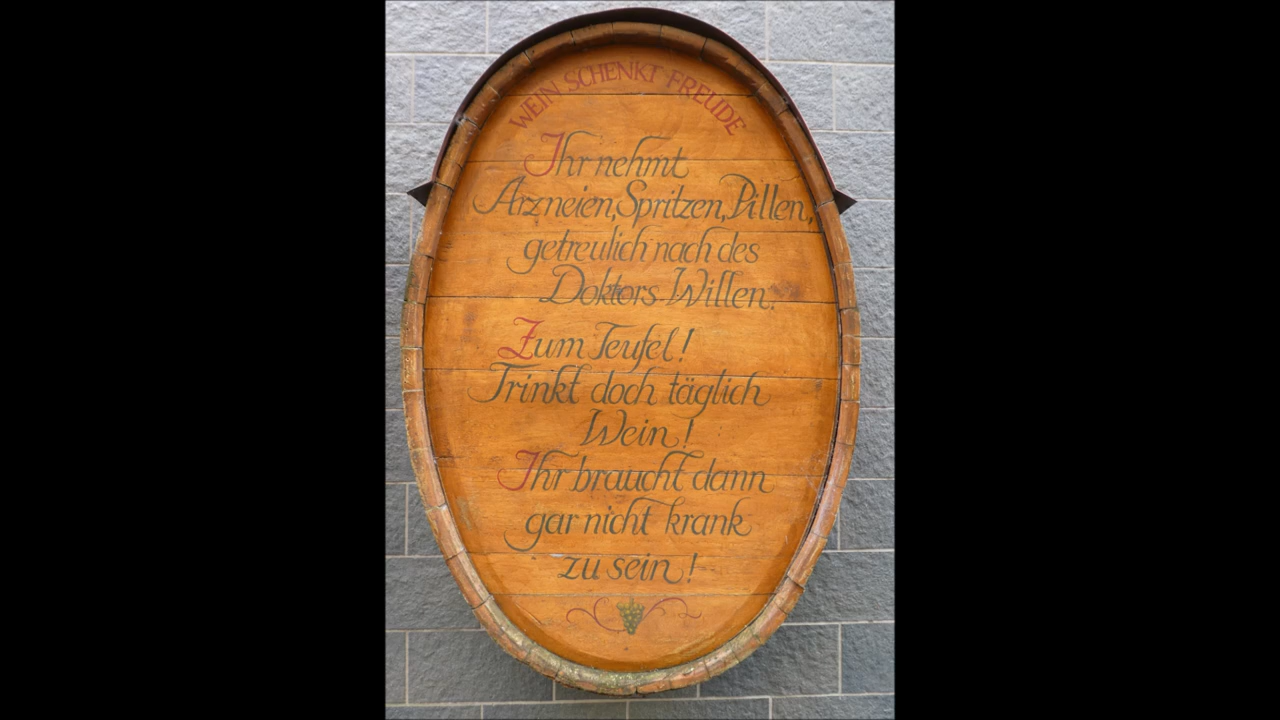 WEIN SCHENKT FREUDE
Ihr nehmt
Arzneien, Spritzen, Pillen,
getreulich nach des
Doktors Willen.
Zum Teufel!
Trinkt doch täglich
Wein!
Ihr braucht dann
gar nicht krank
zu sein!